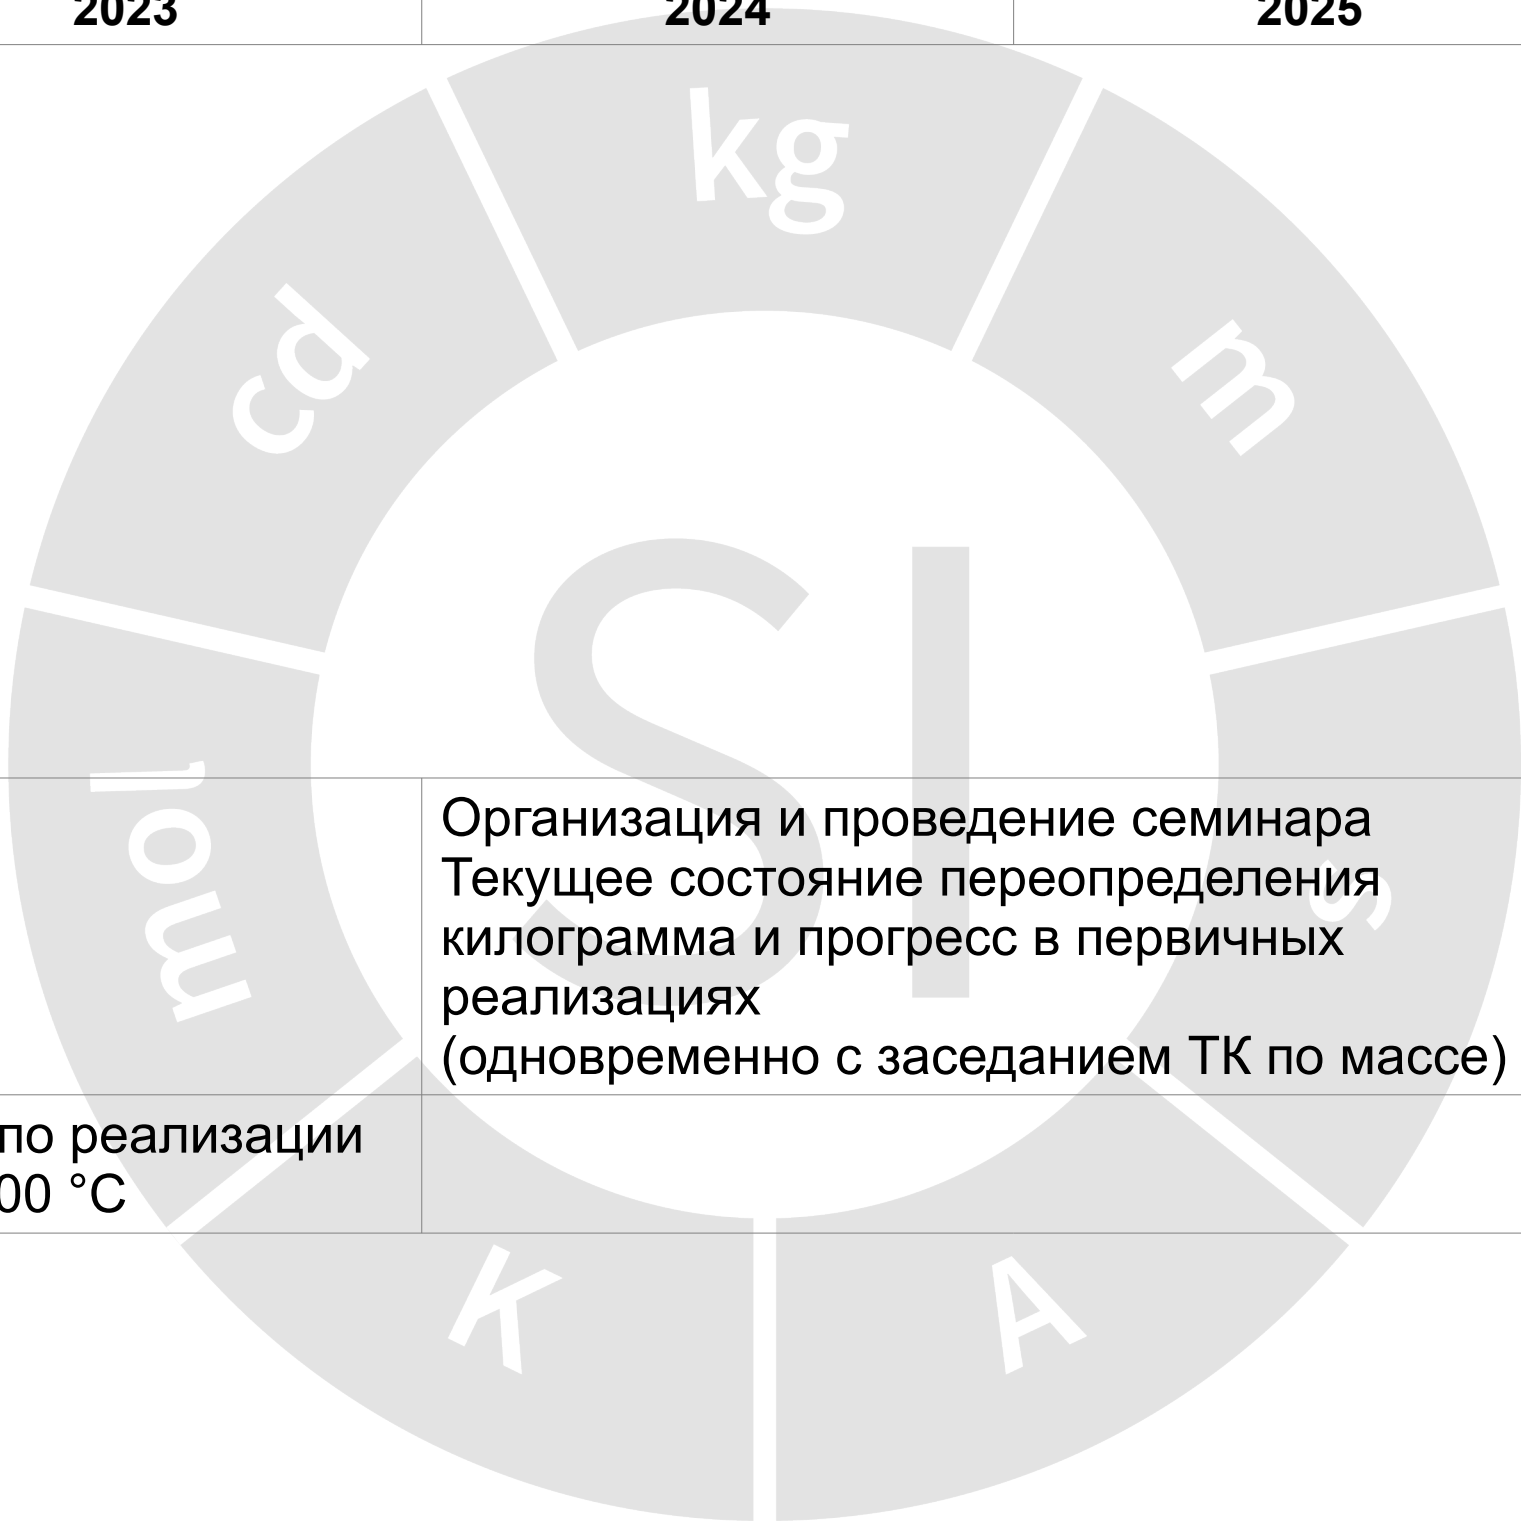 2023 2024 2025
kg
cd
m
SI
mol
Организация и проведение семинара
Текущее состояние переопределения
s
килограмма и прогресс в первичных
реализациях
(одновременно с заседанием ТК по массе)
по реализации
00 °C
K
A